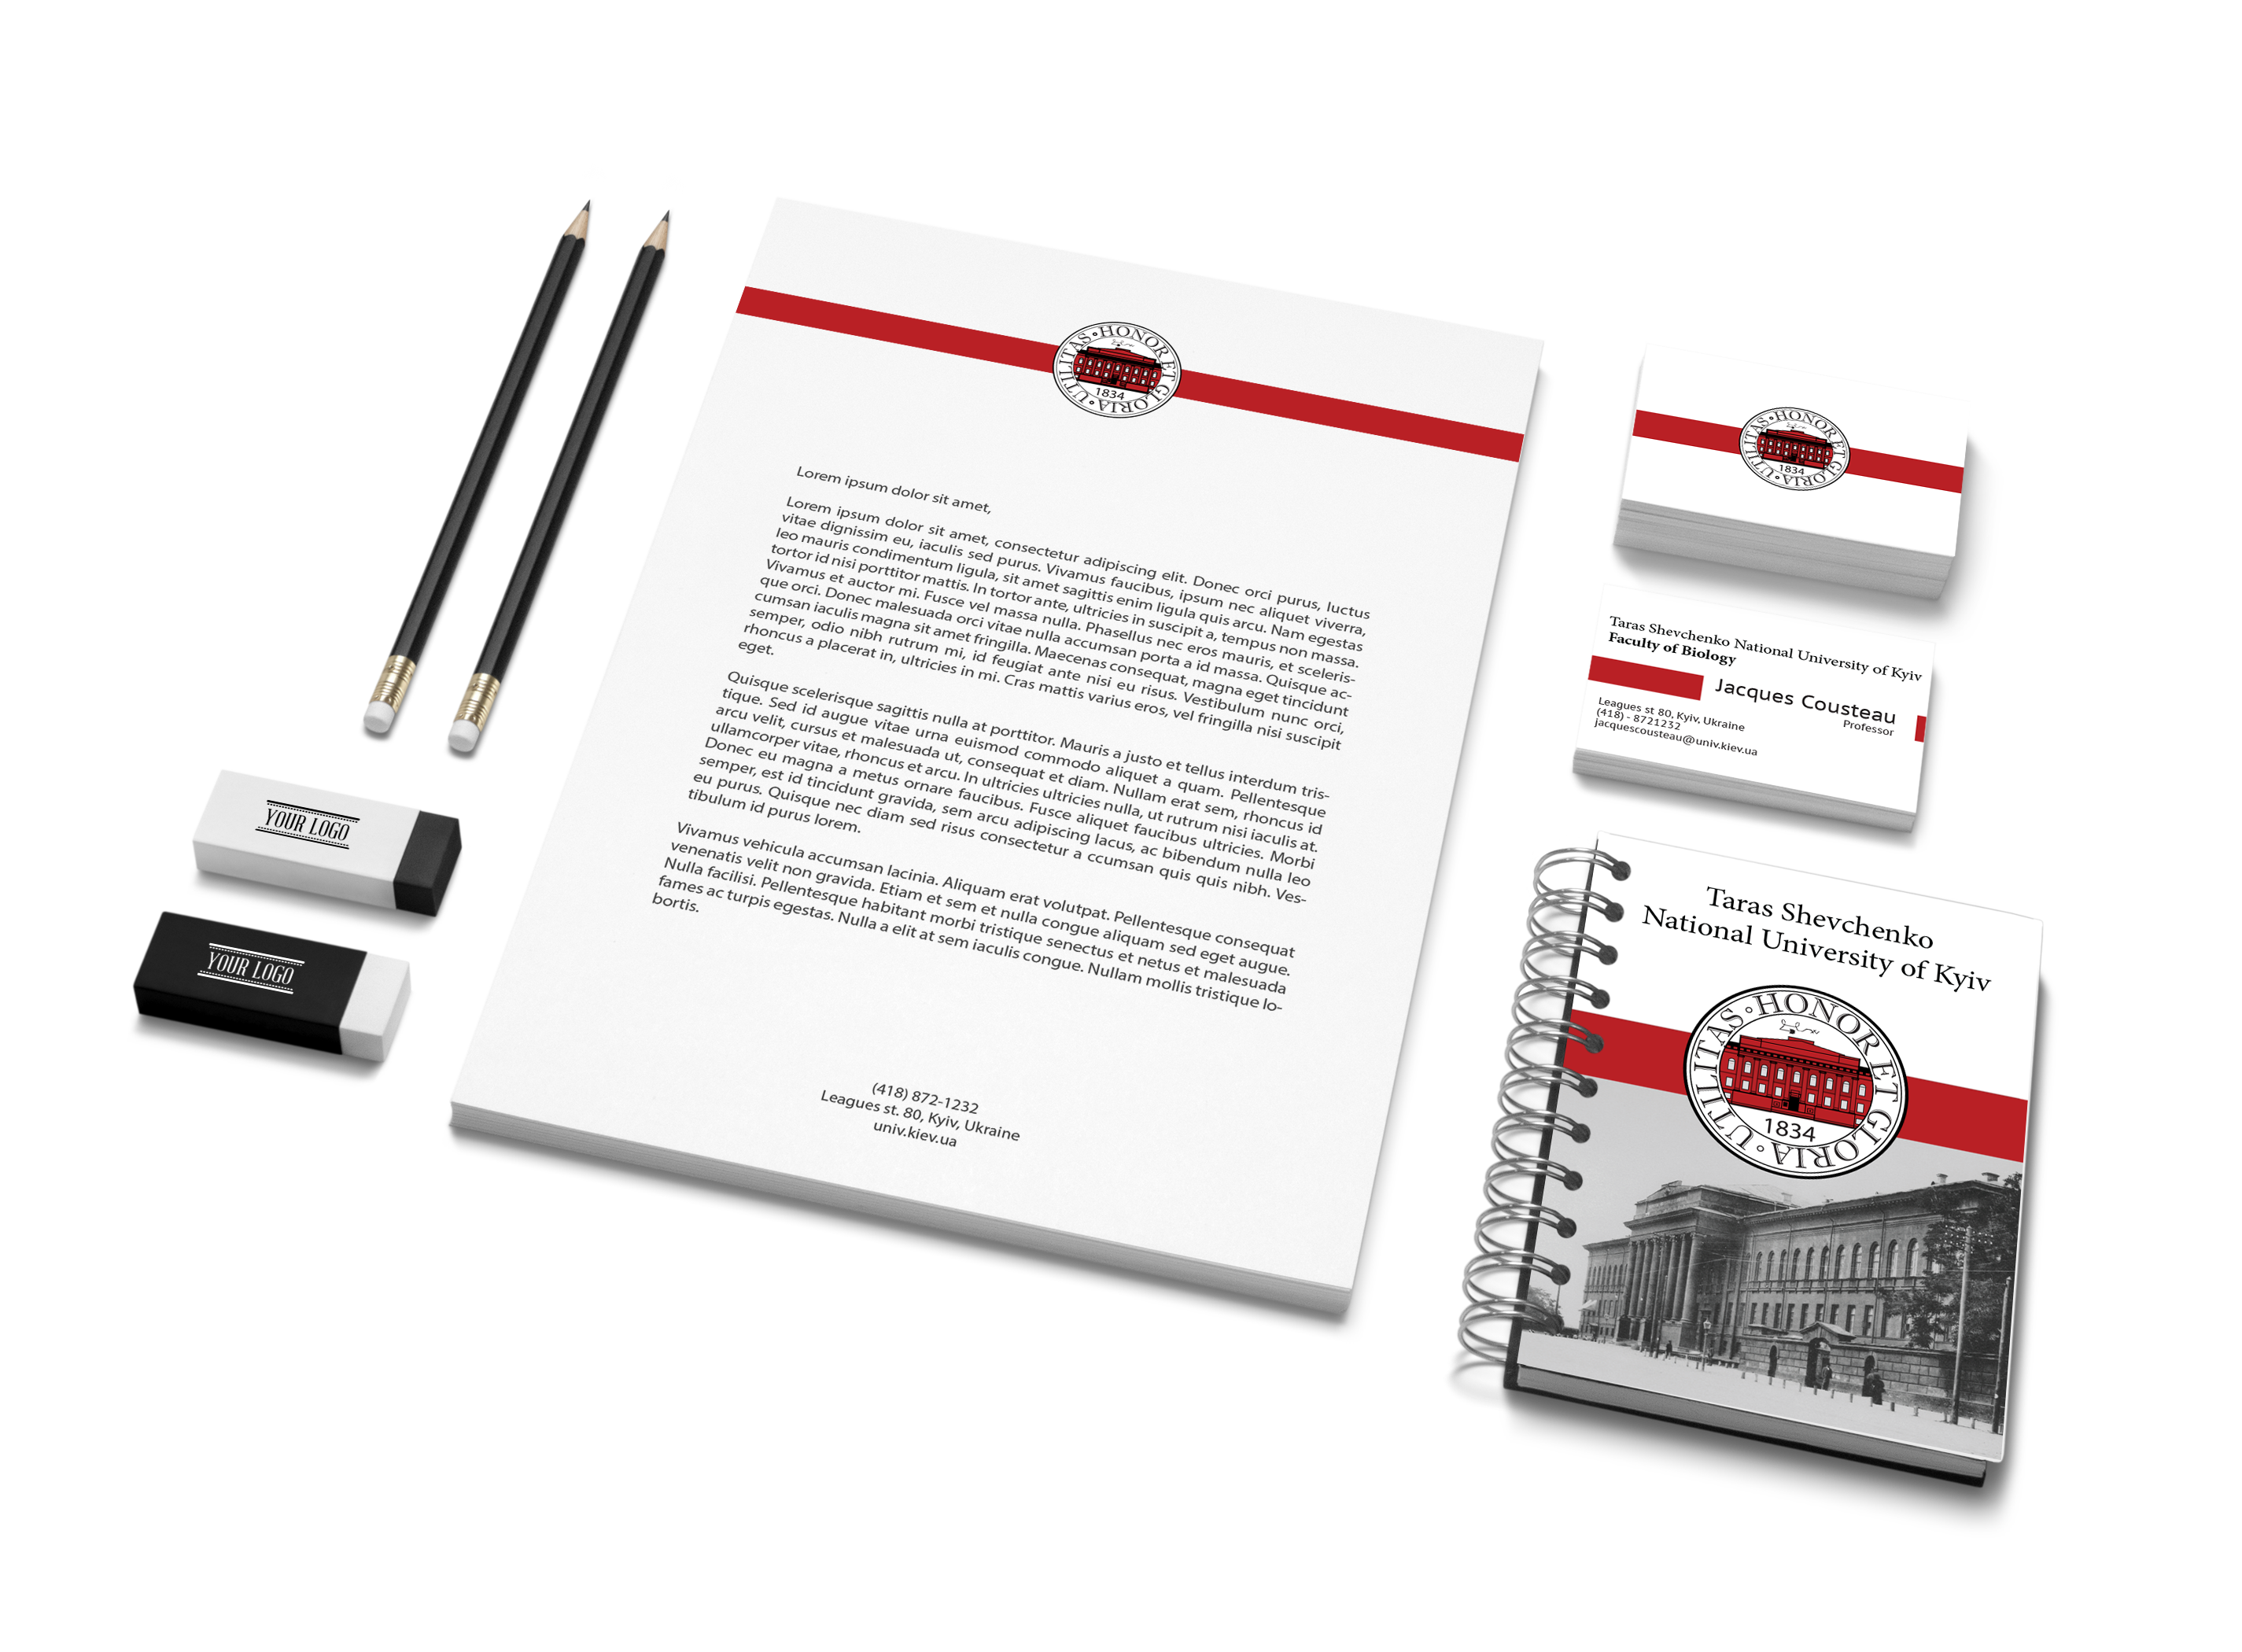 HONOR ET GLORIA · UTILITAS ·
1834
Lorem ipsum dolor sit amet,
Lorem ipsum dolor sit amet, consectetur adipiscing elit. Donec orci purus, luctus
vitae dignissim eu, iaculis sed purus. Vivamus faucibus, ipsum nec aliquet viverra,
leo mauris condimentum ligula, sit amet sagittis enim ligula quis arcu. Nam egestas
tortor id nisi porttitor mattis. In tortor ante, ultricies in suscipit a, tempus non massa.
Vivamus et auctor mi. Fusce vel massa nulla. Phasellus nec eros mauris, et sceleris-
que orci. Donec malesuada orci vitae nulla accumsan porta a id massa. Quisque ac-
cumsan iaculis magna sit amet fringilla. Maecenas consequat, magna eget tincidunt
semper, odio nibh rutrum mi, id feugiat ante nisi eu risus. Vestibulum nunc orci,
rhoncus a placerat in, ultricies in mi. Cras mattis varius eros, vel fringilla nisi suscipit
eget.
Quisque scelerisque sagittis nulla at porttitor. Mauris a justo et tellus interdum tris-
tique. Sed id augue vitae urna euismod commodo aliquet a quam. Pellentesque
arcu velit, cursus et malesuada ut, consequat et diam. Nullam erat sem, rhoncus id
ullamcorper vitae, rhoncus et arcu. In ultricies ultricies nulla, ut rutrum nisi iaculis at.
Donec eu magna a metus ornare faucibus. Fusce aliquet faucibus ultricies. Morbi
semper, est id tincidunt gravida, sem arcu adipiscing lacus, ac bibendum nulla leo
eu purus. Quisque nec diam sed risus consectetur a ccumsan quis quis nibh. Ves-
tibulum id purus lorem.
Vivamus vehicula accumsan lacinia. Aliquam erat volutpat. Pellentesque consequat
venenatis velit non gravida. Etiam et sem et nulla congue aliquam sed eget augue.
Nulla facilisi. Pellentesque habitant morbi tristique senectus et netus et malesuada
fames ac turpis egestas. Nulla a elit at sem iaculis congue. Nullam mollis tristique lo-
bortis.
(418) 872-1232
Leagues st. 80, Kyiv, Ukraine
univ.kiev.ua
YOUR LOGO
YOUR LOGO
HONOR ET GLORIA · UTILITAS ·
1834
Taras Shevchenko National University of Kyiv
Faculty of Biology
Jacques Cousteau
Professor
Leagues st 80, Kyiv, Ukraine
(418) - 8721232
jacquescousteau@univ.kiev.ua
Taras Shevchenko
National University of Kyiv
HONOR ET GLORIA · UTILITAS ·
1834